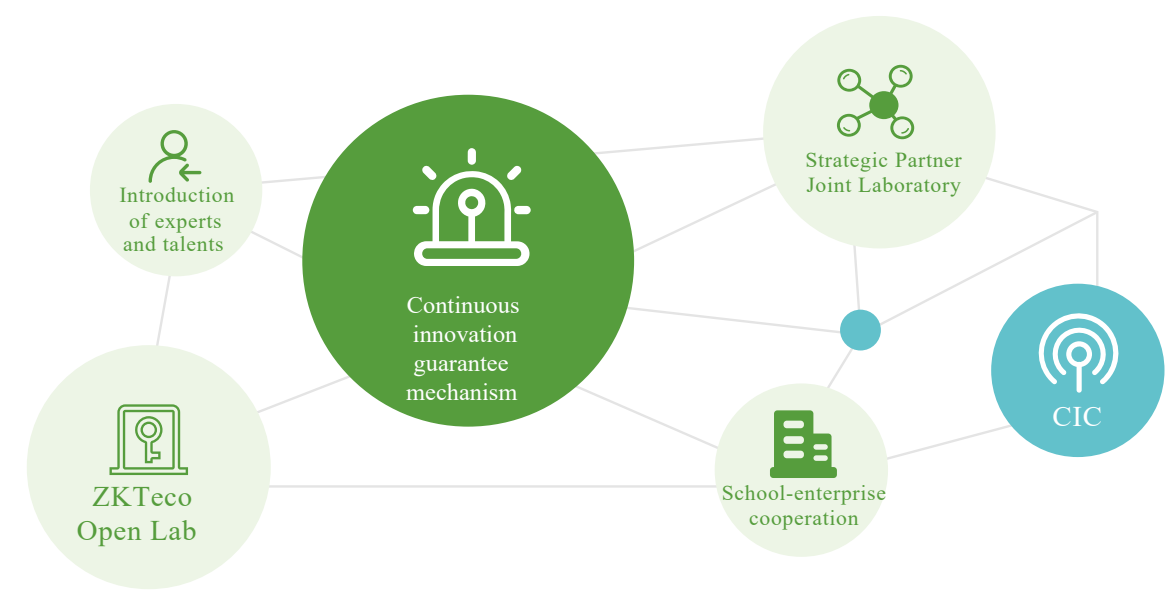 Introduction
of experts
and talents
Continuous
innovation
guarantee
mechanism
Strategic Partner
Joint Laboratory
CIC
ZKTeco
Open Lab
School-enterprise
cooperation